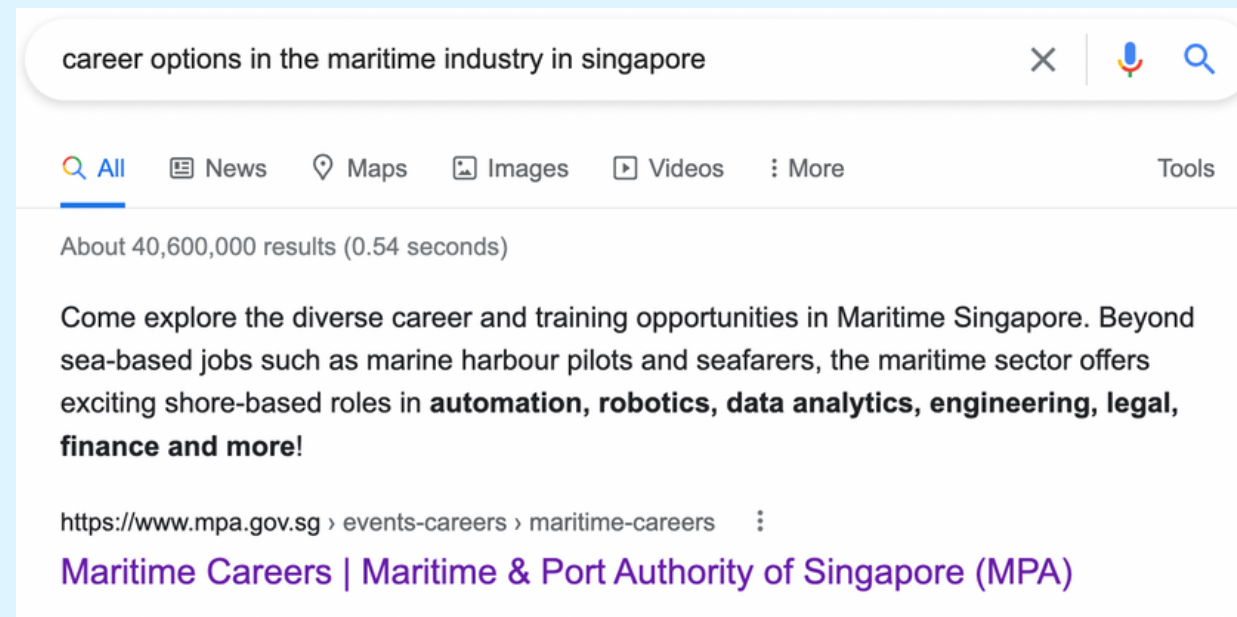 career options in the maritime industry in singapore
All News Maps Images Videos More Tools
About 40,600,000 results (0.54 seconds)
Come explore the diverse career and training opportunities in Maritime Singapore. Beyond
sea-based jobs such as marine harbour pilots and seafarers, the maritime sector offers
exciting shore-based roles in automation, robotics, data analytics, engineering, legal,
finance and more!
https://www.mpa.gov.sg › events-careers › maritime-careers
Maritime Careers | Maritime & Port Authority of Singapore (MPA)